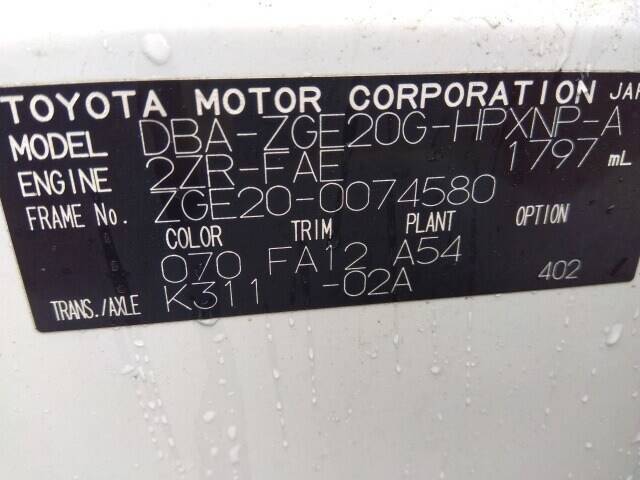 TOYOTA MOTOR CORPORATION JAP
MODEL DBA-ZGE20G-HPXNP-A
ENGINE 2ZR-FAE 1797 mL
FRAME No. ZGE20-0074580
COLOR TRIM PLANT OPTION
070 FA12 A54 402
TRANS./AXLE K311 -02A